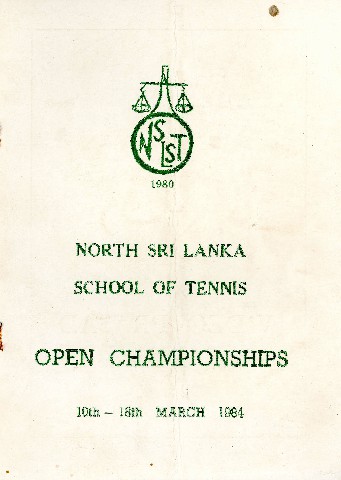 NSLST
1980
NORTH SRI LANKA
SCHOOL OF TENNIS
OPEN CHAMPIONSHIPS
10th - 18th MARCH 1984